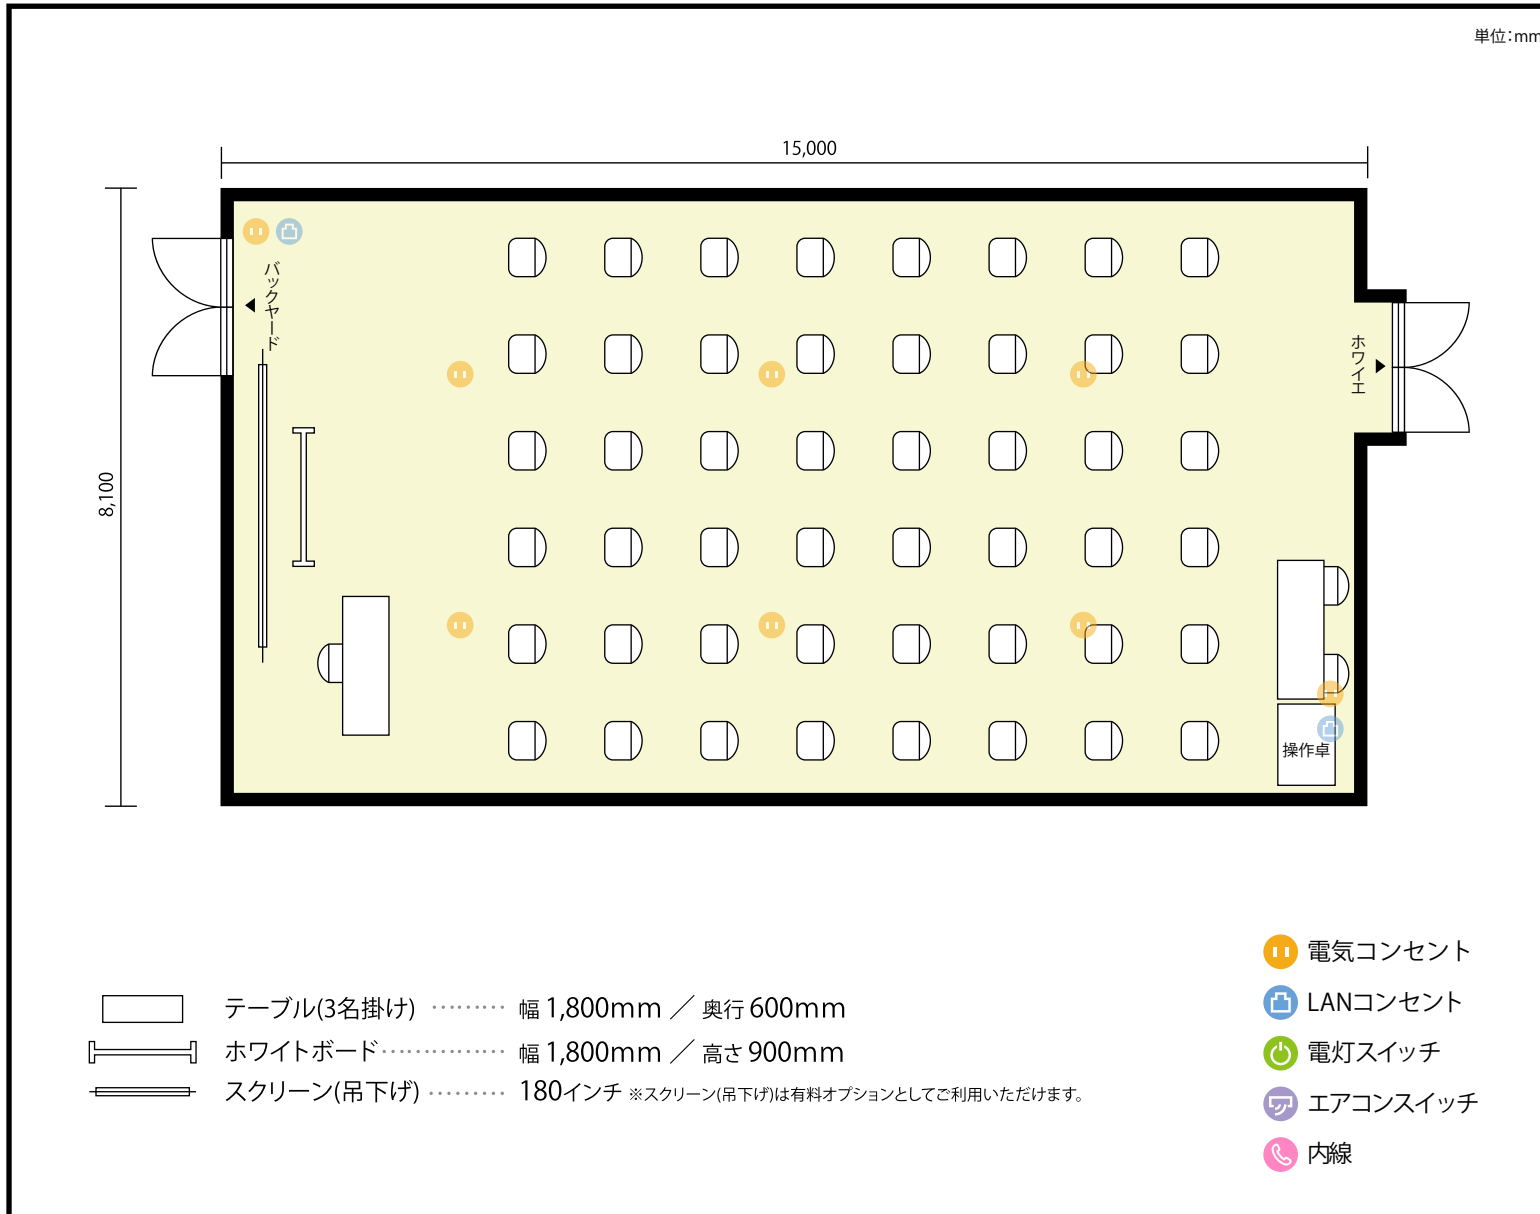 単位：mm
15,000
8,100
バックヤード
ホワイエ
操作卓
電気コンセント
LANコンセント
電灯スイッチ
エアコンスイッチ
内線
テーブル(3名掛け) ········· 幅 1,800mm ／ 奥行 600mm
ホワイトボード ··············· 幅 1,800mm ／ 高さ 900mm
スクリーン(吊下げ) ········· 180インチ ※スクリーン(吊下げ)は有料オプションとしてご利用いただけます。